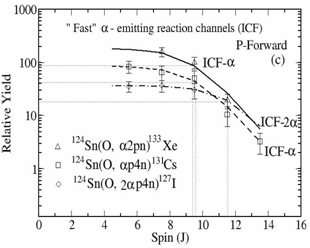 1000
" Fast" α - emitting reaction channels (ICF)
P-Forward
(c)
100
ICF-α
10
ICF-2α
ICF-α
1
¹²⁴Sn(O, α2pn)¹³³Xe
¹²⁴Sn(O, αp4n)¹³¹Cs
¹²⁴Sn(O, 2αp4n)¹²⁷I
Relative Yield
0 2 4 6 8 10 12 14 16
Spin (J)